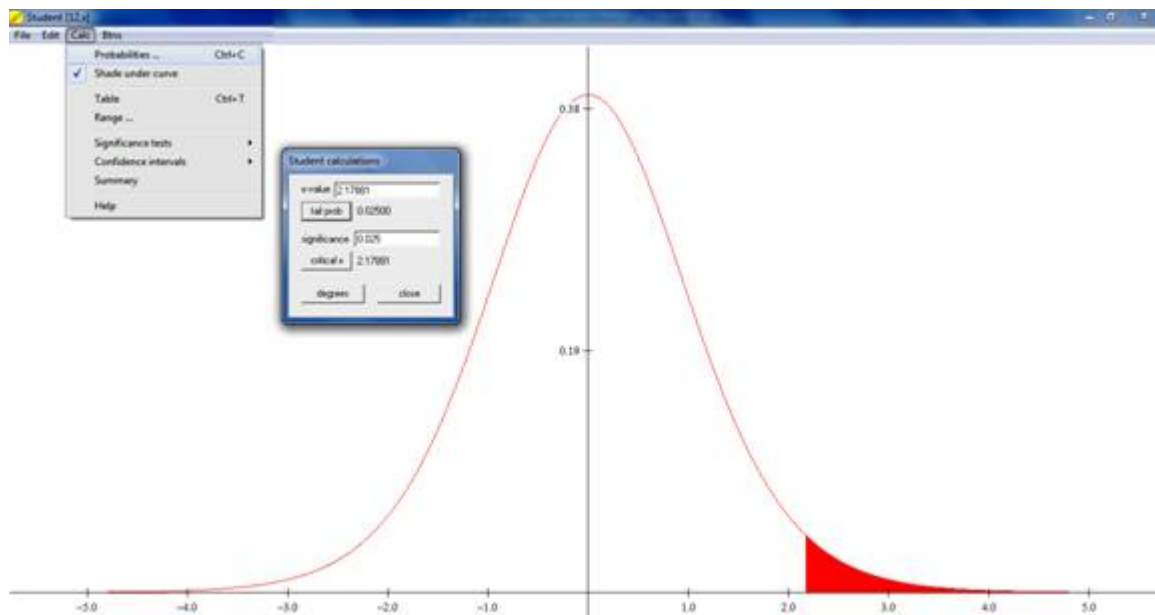 Student [12,x]
File Edit Calc Btns
Probabilities ... Ctrl+C
Shade under curve
Table Ctrl+T
Range ...
Significance tests
Confidence intervals
Summary
Help
Student calculations
x-value 2.17881
tail prob 0.02500
significance 0.025
critical x 2.17881
degrees close
0.38
0.19
-5.0 -4.0 -3.0 -2.0 -1.0 1.0 2.0 3.0 4.0 5.0